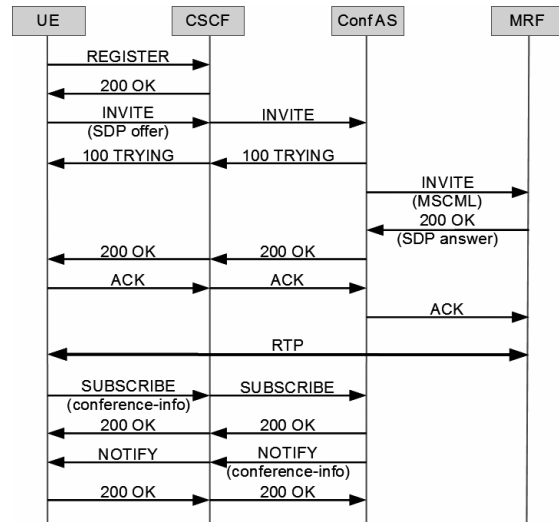 UE CSCF ConfAS MRF
REGISTER
200 OK
INVITE INVITE
(SDP offer)
100 TRYING 100 TRYING
INVITE
(MSCML)
200 OK
(SDP answer)
200 OK 200 OK
ACK ACK
ACK
RTP
SUBSCRIBE SUBSCRIBE
(conference-info)
200 OK 200 OK
NOTIFY NOTIFY
(conference-info)
200 OK 200 OK